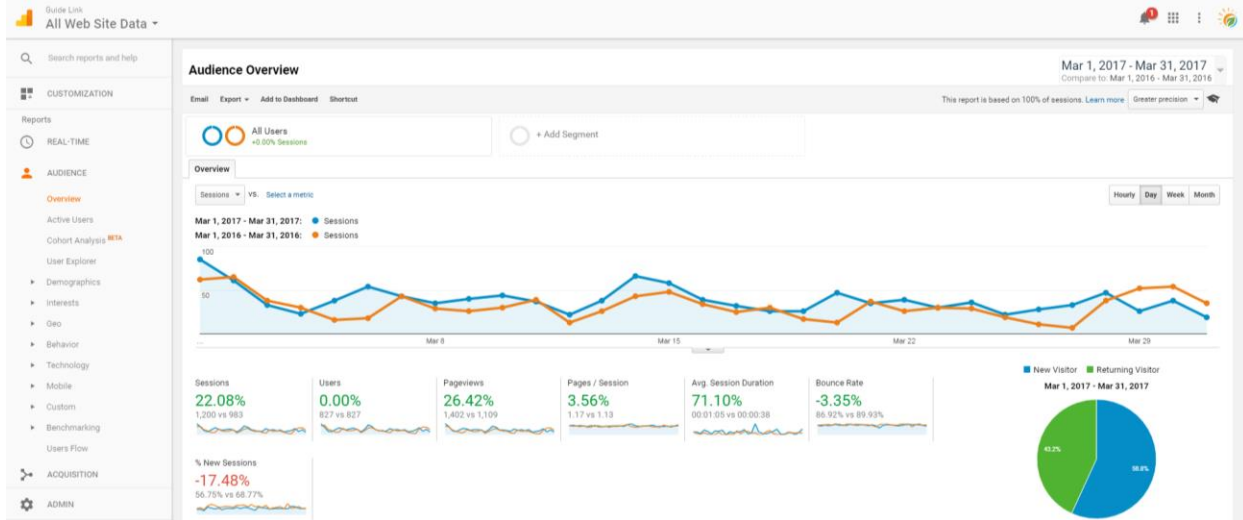 Guide Link
All Web Site Data
1
Search reports and help
CUSTOMIZATION
Reports
REAL-TIME
AUDIENCE
Overview
Active Users
Cohort Analysis BETA
User Explorer
Demographics
Interests
Geo
Behavior
Technology
Mobile
Custom
Benchmarking
Users Flow
ACQUISITION
ADMIN
Audience Overview
Mar 1, 2017 - Mar 31, 2017
Compare to: Mar 1, 2016 - Mar 31, 2016
Email Export Add to Dashboard Shortcut
This report is based on 100% of sessions. Learn more Greater precision
All Users
+0.00% Sessions
+ Add Segment
Overview
Sessions VS. Select a metric
Hourly Day Week Month
Mar 1, 2017 - Mar 31, 2017: Sessions
Mar 1, 2016 - Mar 31, 2016: Sessions
100
50
... Mar 8 Mar 15 Mar 22 Mar 29
Sessions
22.08%
1,200 vs 983
Users
0.00%
827 vs 827
Pageviews
26.42%
1,402 vs 1,109
Pages / Session
3.56%
1.17 vs 1.13
Avg. Session Duration
71.10%
00:01:05 vs 00:00:38
Bounce Rate
-3.35%
86.92% vs 89.93%
% New Sessions
-17.48%
56.75% vs 68.77%
New Visitor Returning Visitor
Mar 1, 2017 - Mar 31, 2017
43.2%